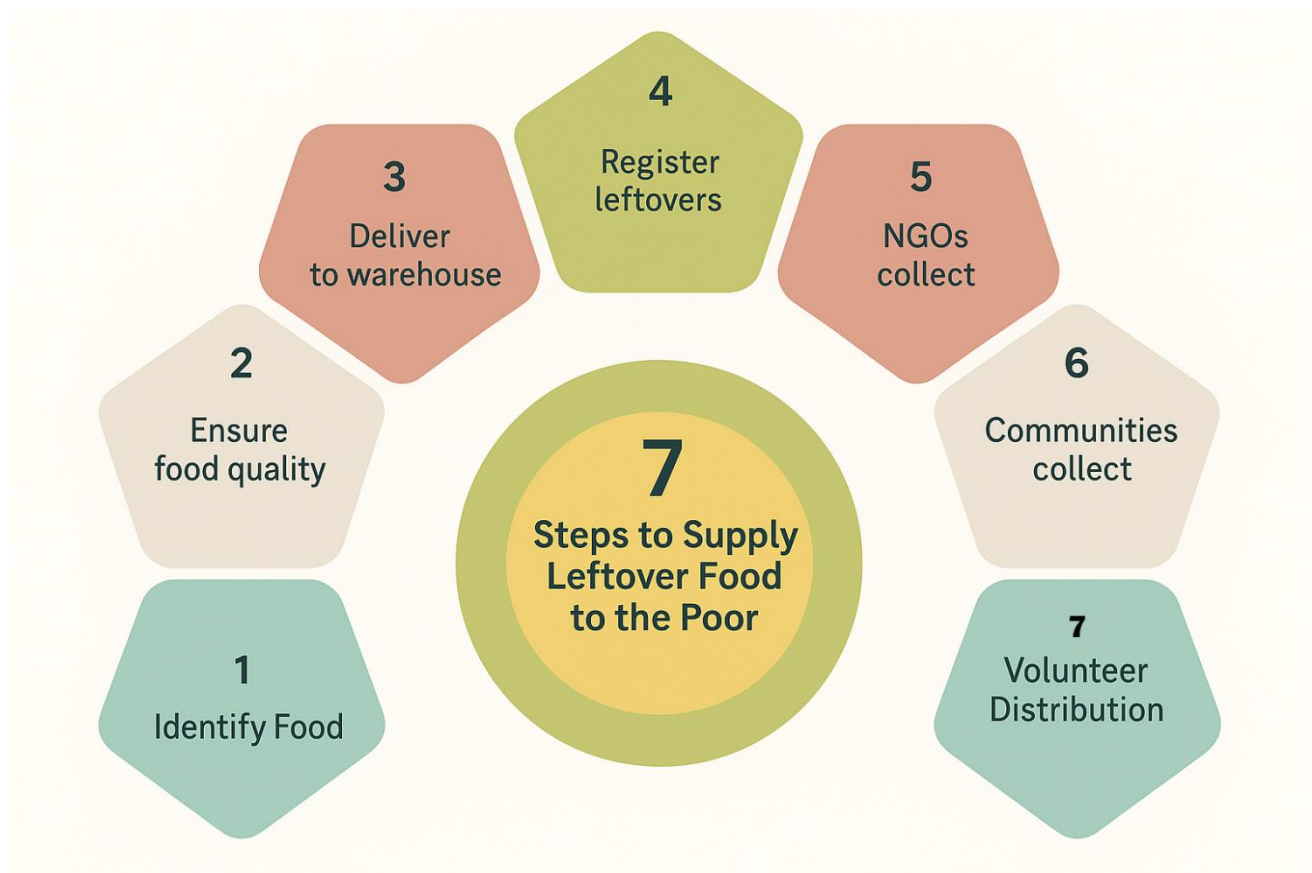 1
Identify Food
2
Ensure
food quality
3
Deliver
to warehouse
4
Register
leftovers
5
NGOs
collect
6
Communities
collect
7
Volunteer
Distribution
7
Steps to Supply
Leftover Food
to the Poor